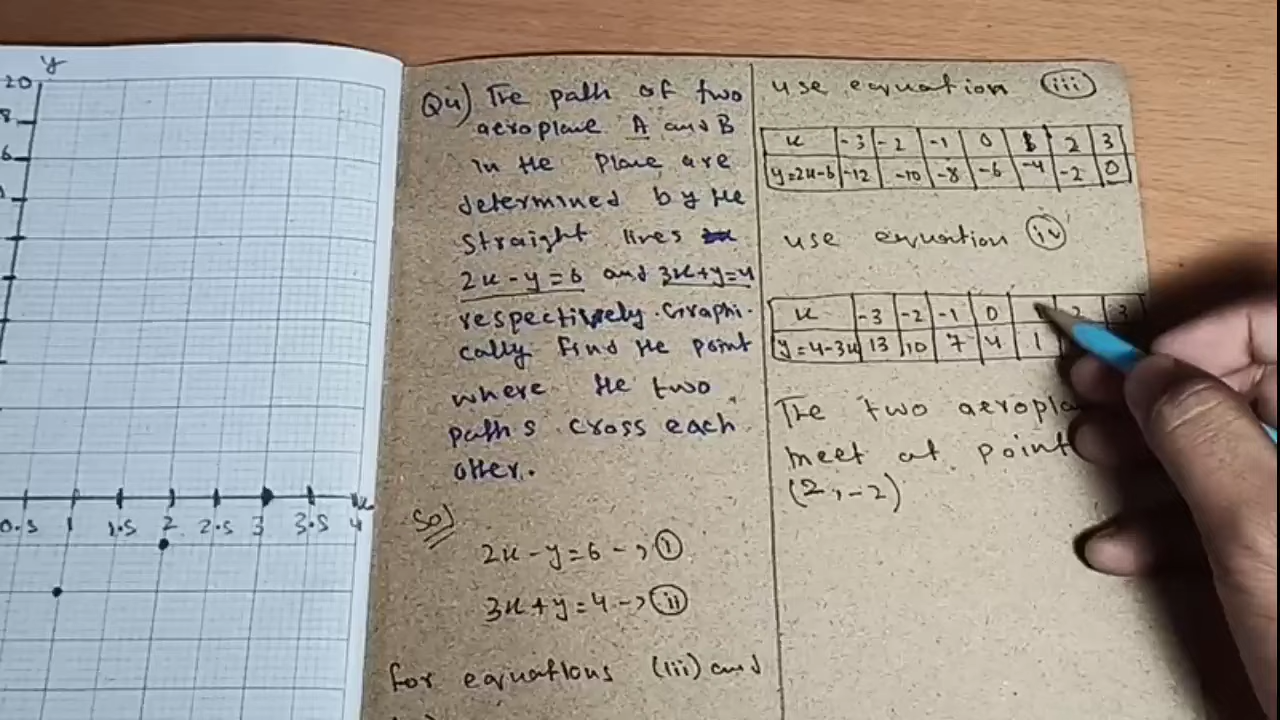 y
20
8
6
0.5 1 1.5 2 2.5 3 3.5 4
Q4) The path of two
aeroplane A and B
in the plane are
determined by the
straight lines
2x - y = 6 and 3x + y = 4
respectively. Graphi-
cally find the point
where the two
paths cross each
other.
Sol
2x - y = 6 -> (i)
3x + y = 4 -> (ii)
for equations (iii) and
use equation (iii)
x -3 -2 -1 0 1 2 3
y=2x-6 -12 -10 -8 -6 -4 -2 0
use equation (iv)
x -3 -2 -1 0 2 3
y=4-3x 13 10 7 4 1
The two aeropla
meet at point
(2, -2)